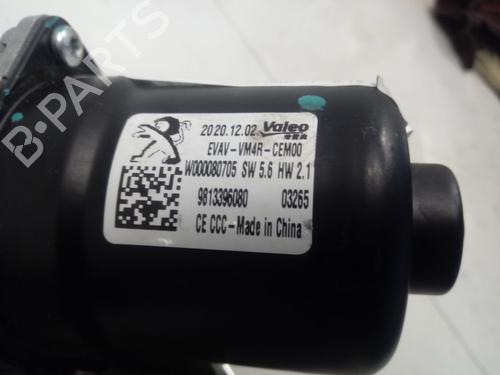 B-PARTS
2020.12.02 Valeo
EVAV-VM4R-CEM00
W000080705 SW 5.6 HW 2.1
9813396080 03265
CE CCC-Made in China